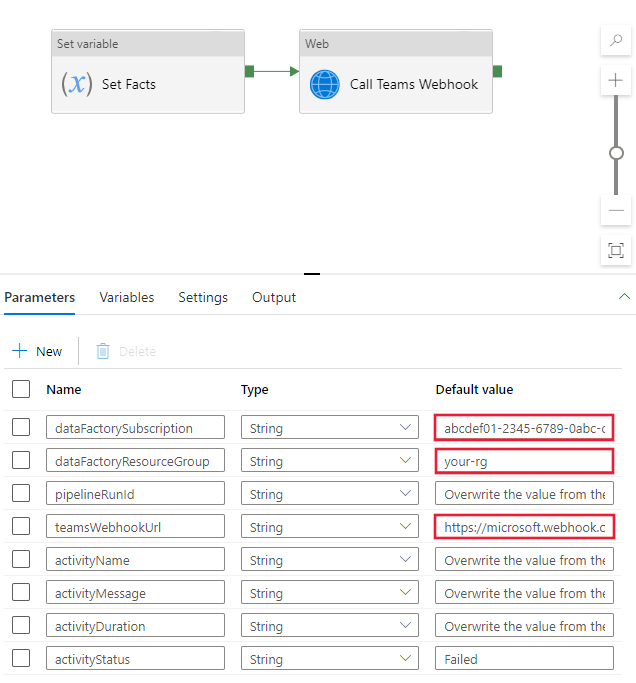 Set variable
(x) Set Facts
Web
Call Teams Webhook
Parameters Variables Settings Output
New Delete
Name Type Default value
dataFactorySubscription String abcdef01-2345-6789-0abc-
dataFactoryResourceGroup String your-rg
pipelineRunId String Overwrite the value from the
teamsWebhookUrl String https://microsoft.webhook.c
activityName String Overwrite the value from the
activityMessage String Overwrite the value from the
activityDuration String Overwrite the value from the
activityStatus String Failed